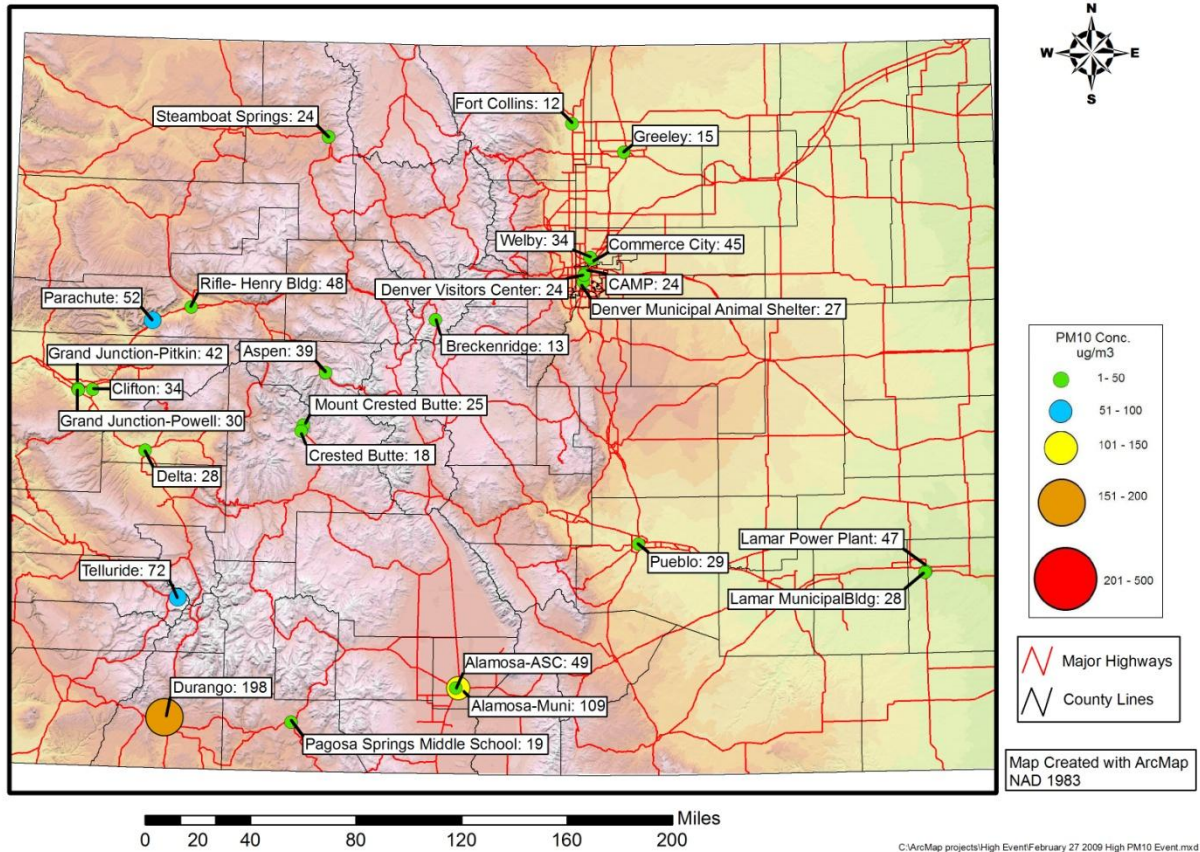 N
W
E
S
Fort Collins: 12
Steamboat Springs: 24
Greeley: 15
Welby: 34
Commerce City: 45
Rifle- Henry Bldg: 48
Denver Visitors Center: 24
CAMP: 24
Parachute: 52
Denver Municipal Animal Shelter: 27
Breckenridge: 13
Grand Junction-Pitkin: 42
Aspen: 39
Clifton: 34
Mount Crested Butte: 25
Grand Junction-Powell: 30
Crested Butte: 18
Delta: 28
Lamar Power Plant: 47
Pueblo: 29
Telluride: 72
Lamar MunicipalBldg: 28
Alamosa-ASC: 49
Durango: 198
Alamosa-Muni: 109
Pagosa Springs Middle School: 19
PM10 Conc.
ug/m3
1- 50
51 - 100
101 - 150
151 - 200
201 - 500
Major Highways
County Lines
Map Created with ArcMap
NAD 1983
Miles
0 20 40 80 120 160 200
C:\ArcMap projects\High Event\February 27 2009 High PM10 Event.mxd